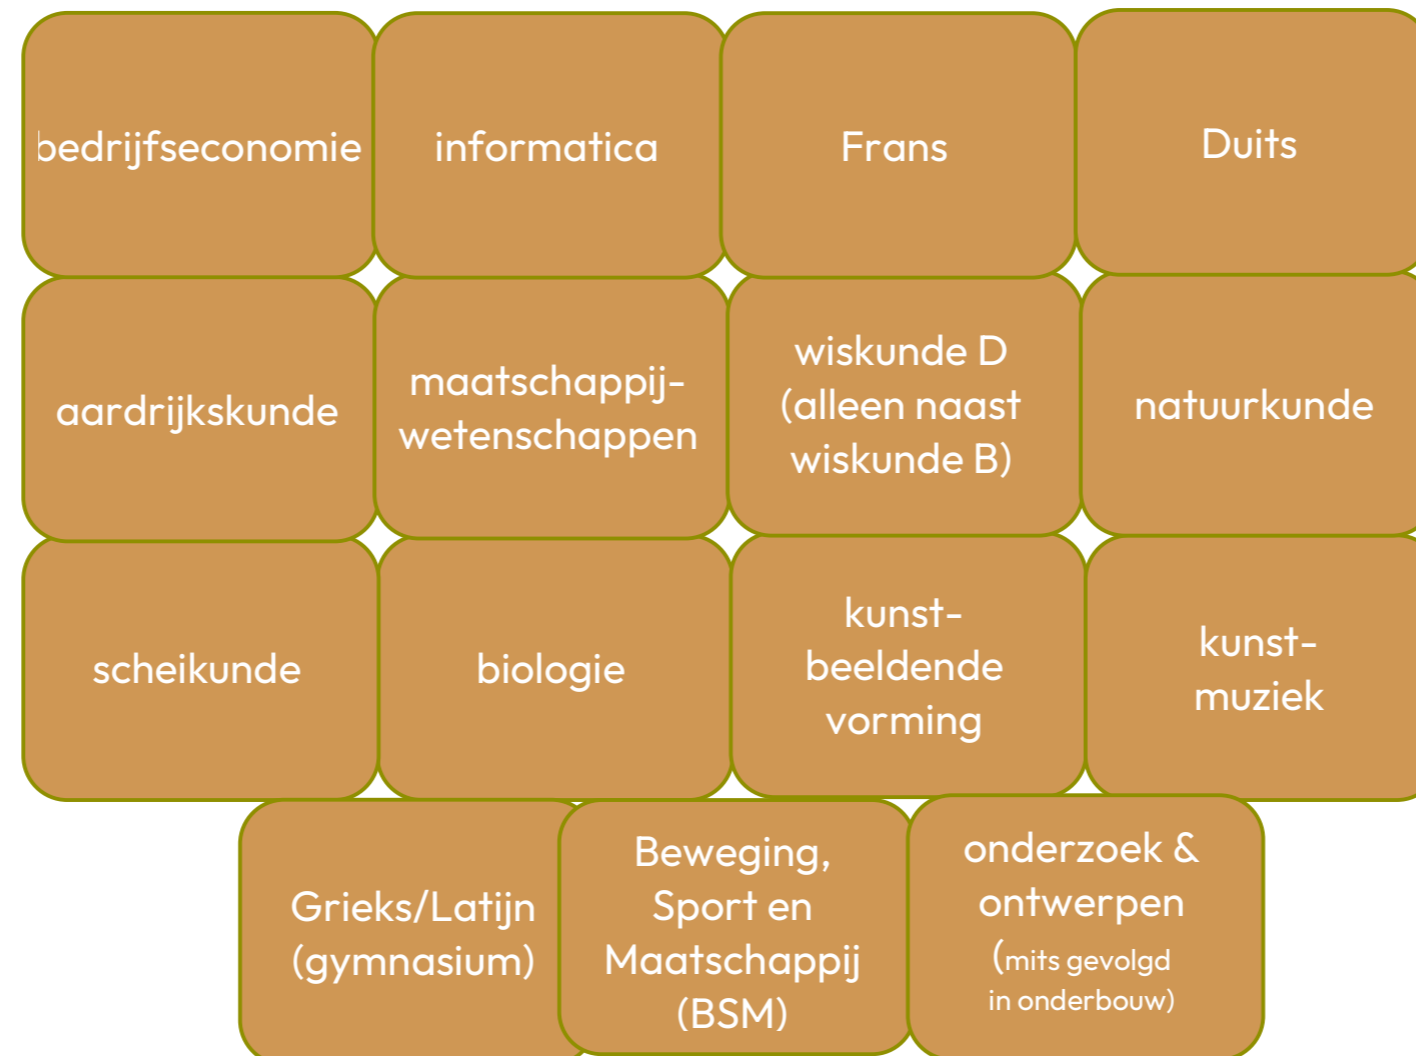 bedrijfseconomie
informatica
Frans
Duits
aardrijkskunde
maatschappij-
wetenschappen
wiskunde D
(alleen naast
wiskunde B)
natuurkunde
scheikunde
biologie
kunst-
beeldende
vorming
kunst-
muziek
Grieks/Latijn
(gymnasium)
Beweging,
Sport en
Maatschappij
(BSM)
onderzoek &
ontwerpen
(mits gevolgd
in onderbouw)